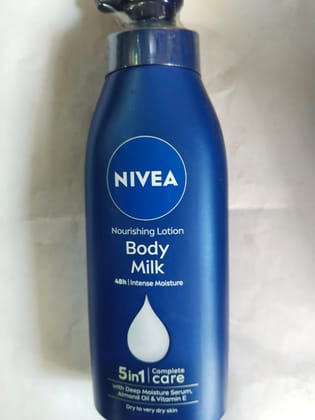 NIVEA
Nourishing Lotion
Body
Milk
48h | Intense Moisture
5in1 | Complete care
with Deep Moisture Serum,
Almond Oil & Vitamin E
Dry to very dry skin